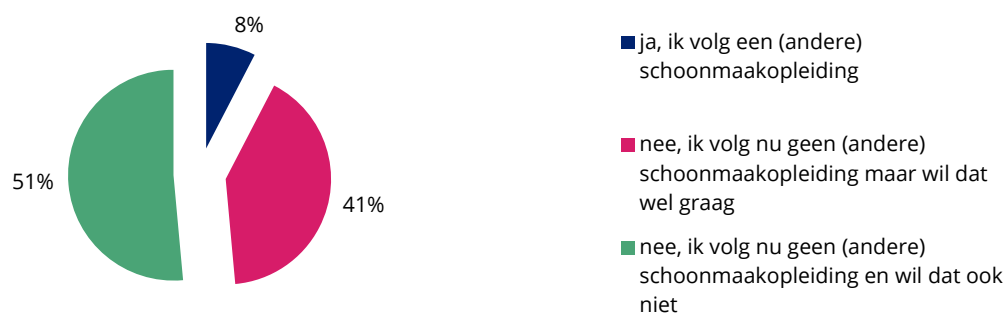 8%
51%
41%
ja, ik volg een (andere)
schoonmaakopleiding
nee, ik volg nu geen (andere)
schoonmaakopleiding maar wil dat
wel graag
nee, ik volg nu geen (andere)
schoonmaakopleiding en wil dat ook
niet